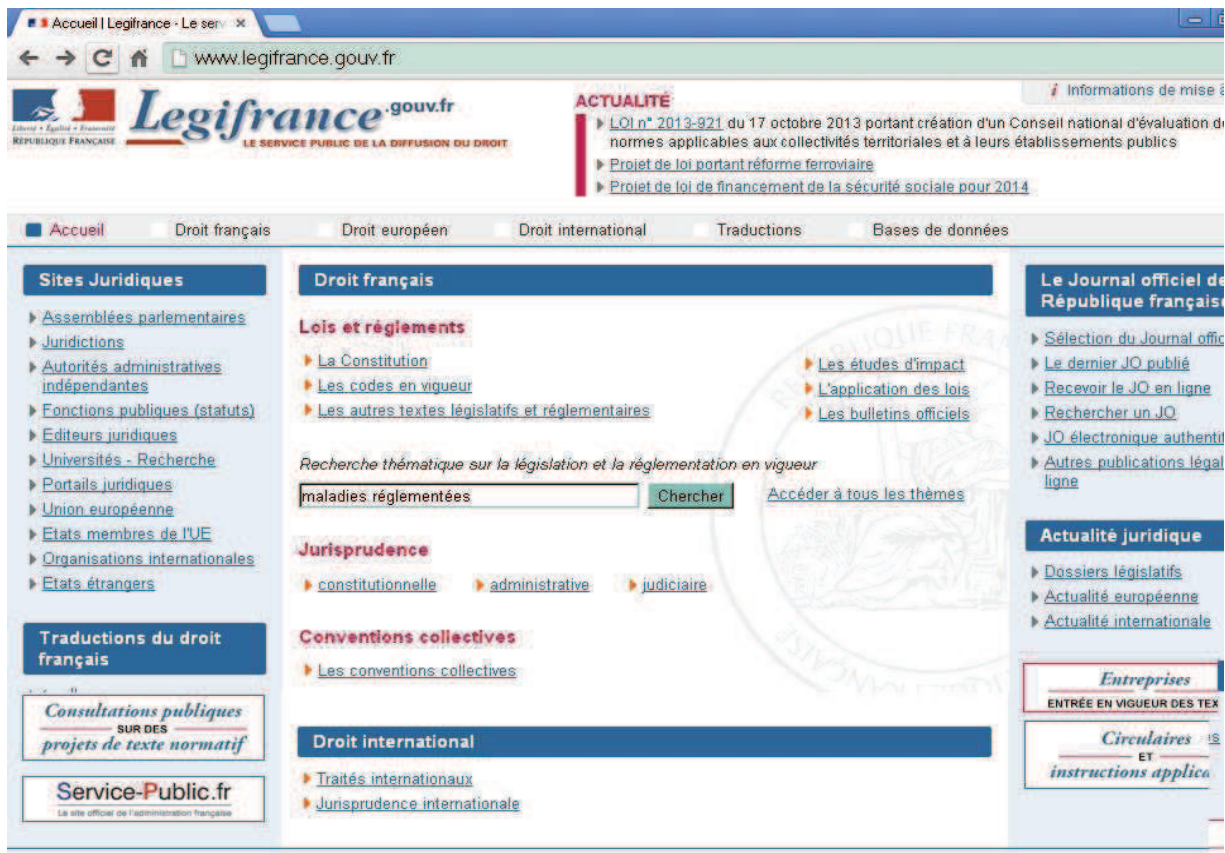 Accueil | Legifrance - Le serv
www.legifrance.gouv.fr
Liberté • Égalité • Fraternité
RÉPUBLIQUE FRANÇAISE
Legifrance.gouv.fr
LE SERVICE PUBLIC DE LA DIFFUSION DU DROIT
ACTUALITÉ
LOI n° 2013-921 du 17 octobre 2013 portant création d'un Conseil national d'évaluation de
normes applicables aux collectivités territoriales et à leurs établissements publics
Projet de loi portant réforme ferroviaire
Projet de loi de financement de la sécurité sociale pour 2014
i Informations de mise à
Accueil Droit français Droit européen Droit international Traductions Bases de données
Sites Juridiques
Assemblées parlementaires
Juridictions
Autorités administratives
indépendantes
Fonctions publiques (statuts)
Editeurs juridiques
Universités - Recherche
Portails juridiques
Union européenne
Etats membres de l'UE
Organisations internationales
Etats étrangers
Traductions du droit
français
Consultations publiques
SUR DES
projets de texte normatif
Service-Public.fr
Le site officiel de l'administration française
Droit français
Lois et réglements
La Constitution
Les codes en vigueur
Les autres textes législatifs et réglementaires
Les études d'impact
L'application des lois
Les bulletins officiels
Recherche thématique sur la législation et la réglementation en vigueur
maladies réglementées Chercher Accéder à tous les thèmes
Jurisprudence
constitutionnelle administrative judiciaire
Conventions collectives
Les conventions collectives
Droit international
Traités internationaux
Jurisprudence internationale
Le Journal officiel de
République française
Sélection du Journal offic
Le dernier JO publié
Recevoir le JO en ligne
Rechercher un JO
JO électronique authentif
Autres publications légal
ligne
Actualité juridique
Dossiers législatifs
Actualité européenne
Actualité internationale
Entreprises
ENTRÉE EN VIGUEUR DES TEX
Circulaires
ET
instructions applica